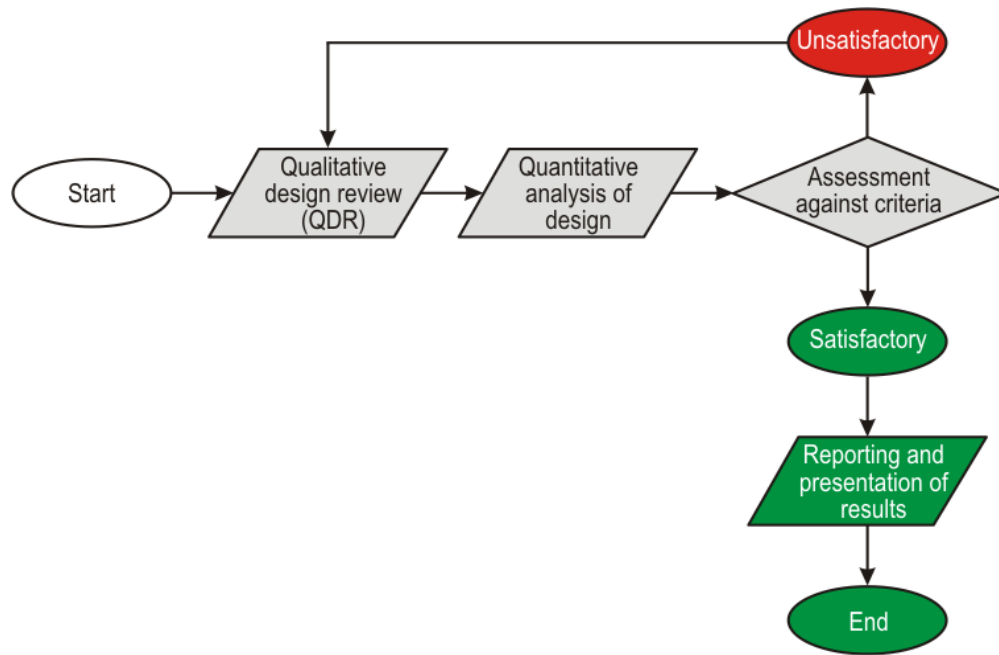 Unsatisfactory
Start
Qualitative
design review
(QDR)
Quantitative
analysis of
design
Assessment
against criteria
Satisfactory
Reporting and
presentation of
results
End